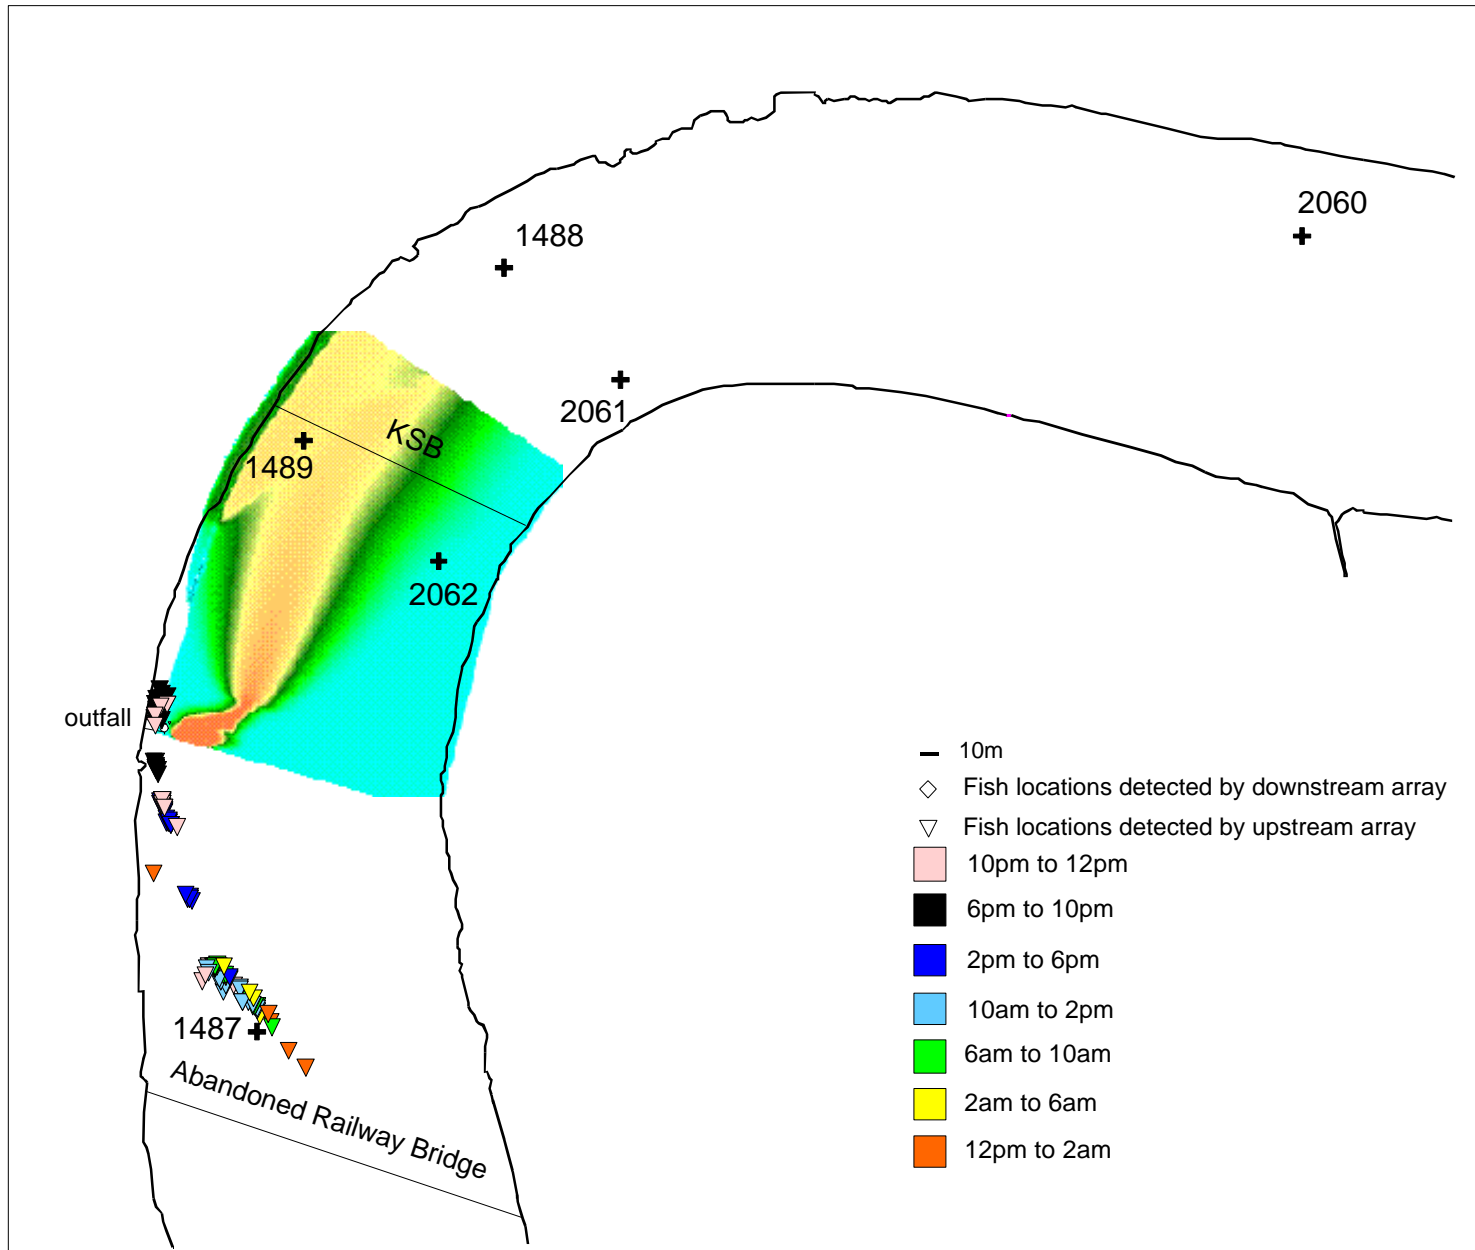 2060
1488
2061
KSB
1489
2062
outfall
10m
Fish locations detected by downstream array
Fish locations detected by upstream array
10pm to 12pm
6pm to 10pm
2pm to 6pm
10am to 2pm
6am to 10am
2am to 6am
12pm to 2am
1487
Abandoned Railway Bridge